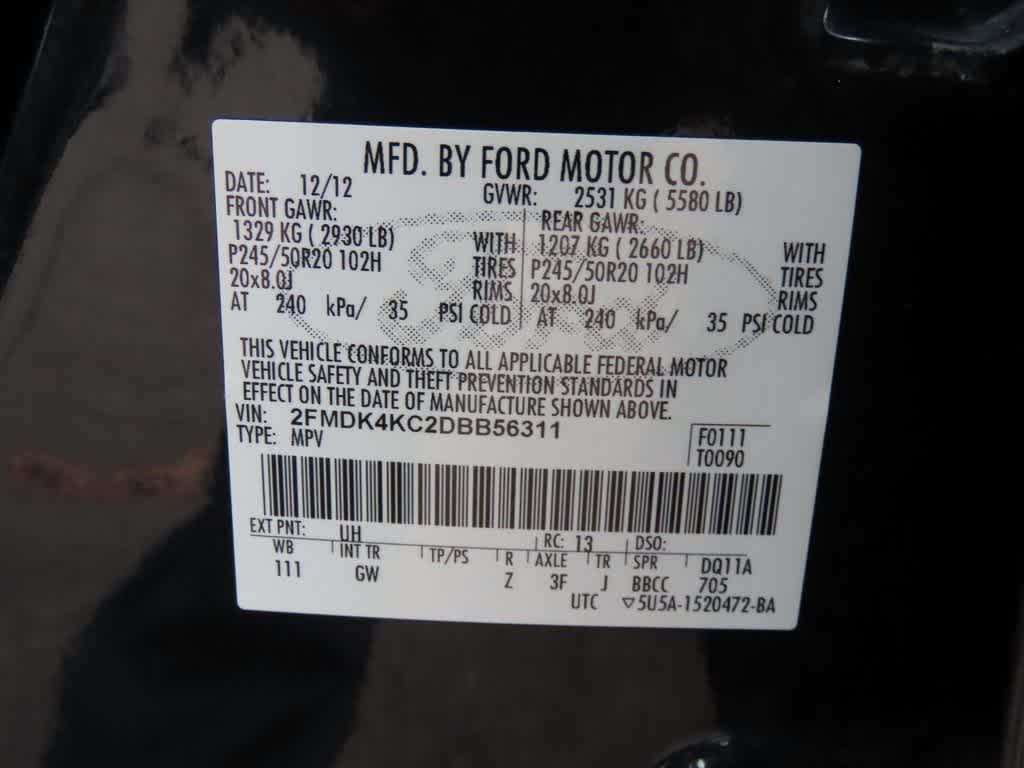 MFD. BY FORD MOTOR CO.
DATE: 12/12 GVWR: 2531 KG ( 5580 LB)
FRONT GAWR: REAR GAWR:
1329 KG ( 2930 LB) WITH 1207 KG ( 2660 LB) WITH
P245/50R20 102H TIRES P245/50R20 102H TIRES
20x8.0J RIMS 20x8.0J RIMS
AT 240 kPa/ 35 PSI COLD AT 240 kPa/ 35 PSI COLD
THIS VEHICLE CONFORMS TO ALL APPLICABLE FEDERAL MOTOR
VEHICLE SAFETY AND THEFT PREVENTION STANDARDS IN
EFFECT ON THE DATE OF MANUFACTURE SHOWN ABOVE.
VIN: 2FMDK4KC2DBB56311
TYPE: MPV F0111
T0090
EXT PNT: UH RC: 13 DSO:
WB INT TR TP/PS R AXLE TR SPR DQ11A
111 GW Z 3F J BBCC 705
UTC ▽5U5A-1520472-BA